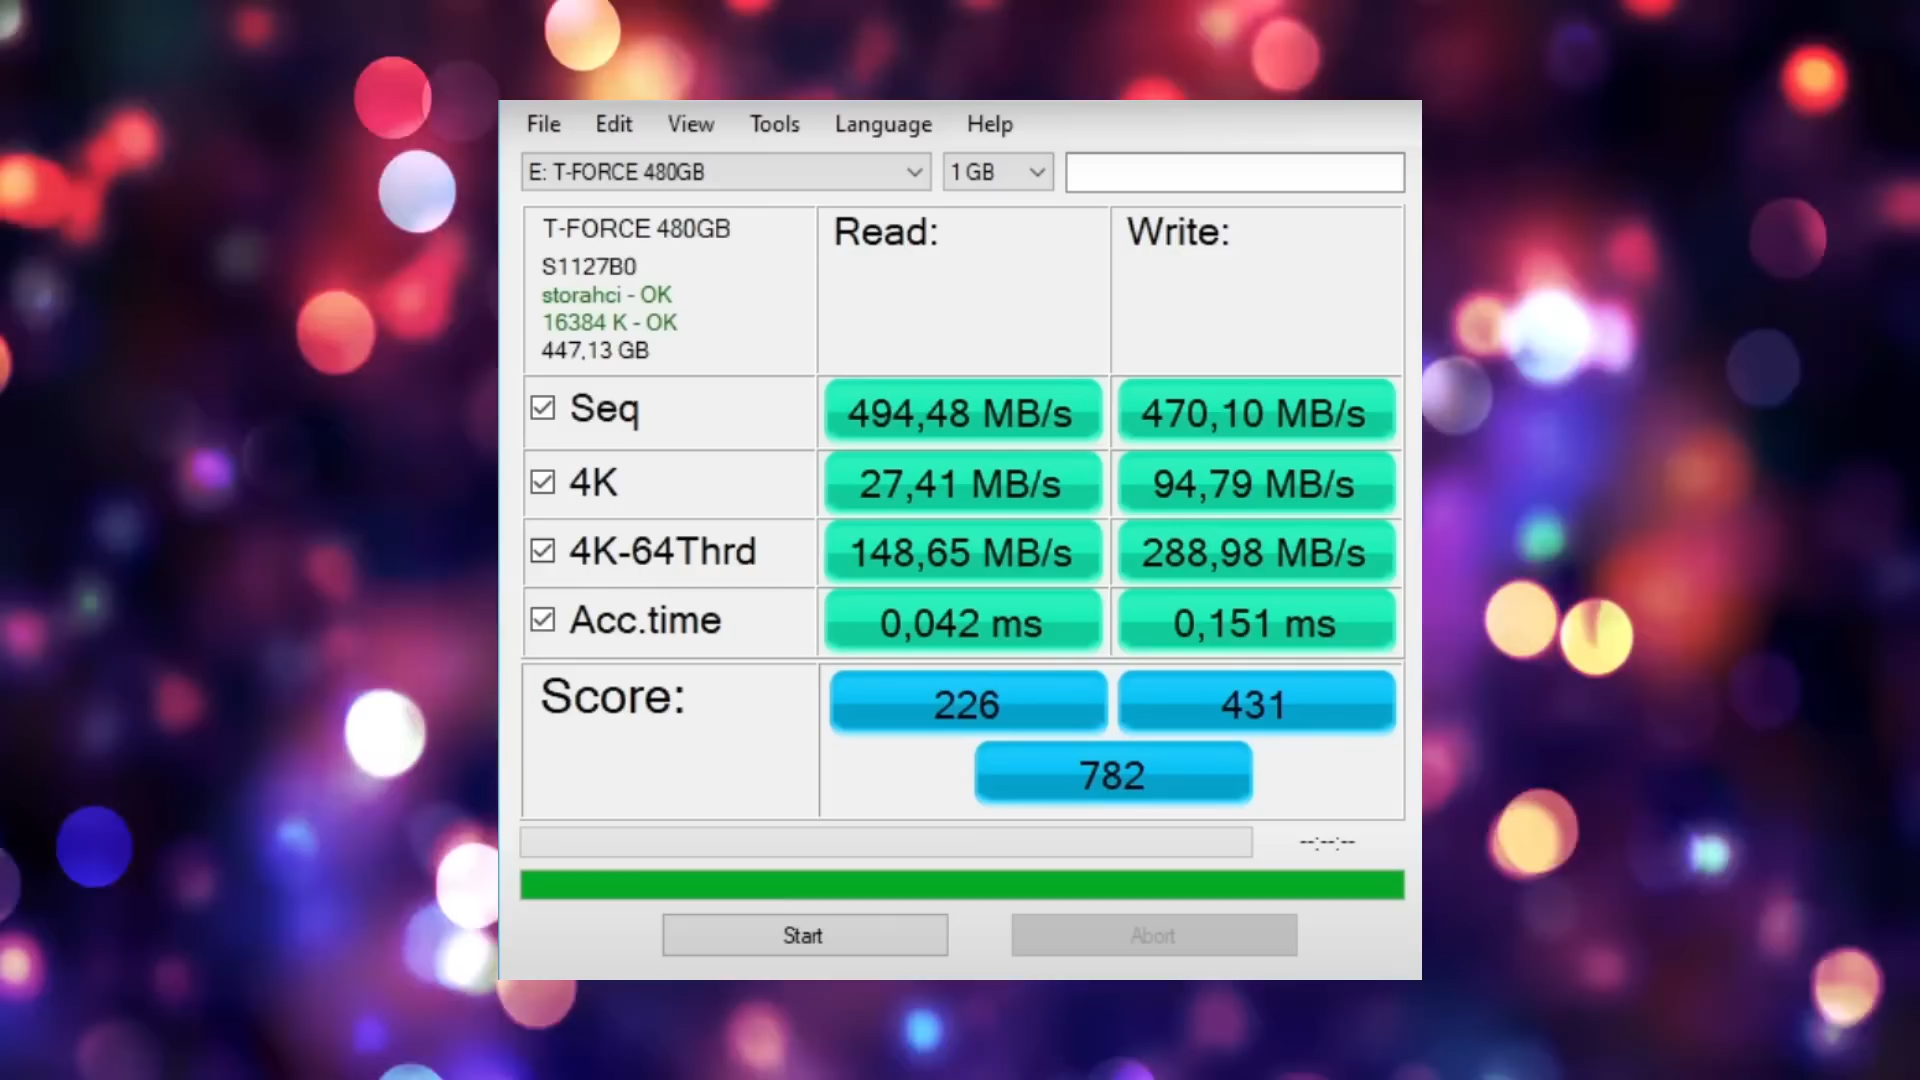 File Edit View Tools Language Help
E: T-FORCE 480GB 1 GB
T-FORCE 480GB
S1127B0
storahci - OK
16384 K - OK
447,13 GB
Read:
Write:
Seq 494,48 MB/s 470,10 MB/s
4K 27,41 MB/s 94,79 MB/s
4K-64Thrd 148,65 MB/s 288,98 MB/s
Acc.time 0,042 ms 0,151 ms
Score: 226 431
782
--:--:--
Start Abort